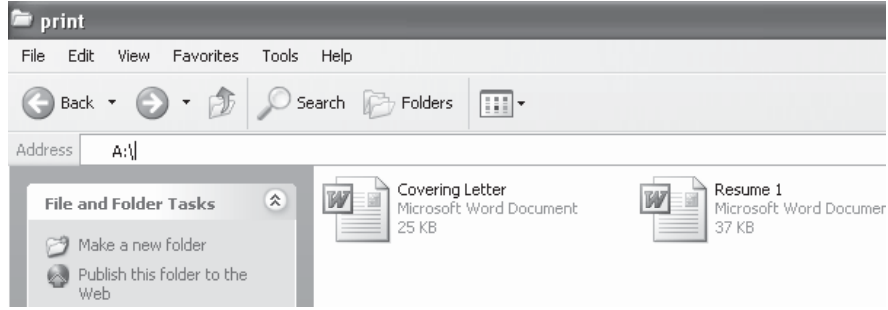 print
File Edit View Favorites Tools Help
Back Search Folders
Address A:\
File and Folder Tasks
Make a new folder
Publish this folder to the
Web
Covering Letter
Microsoft Word Document
25 KB
Resume 1
Microsoft Word Documer
37 KB